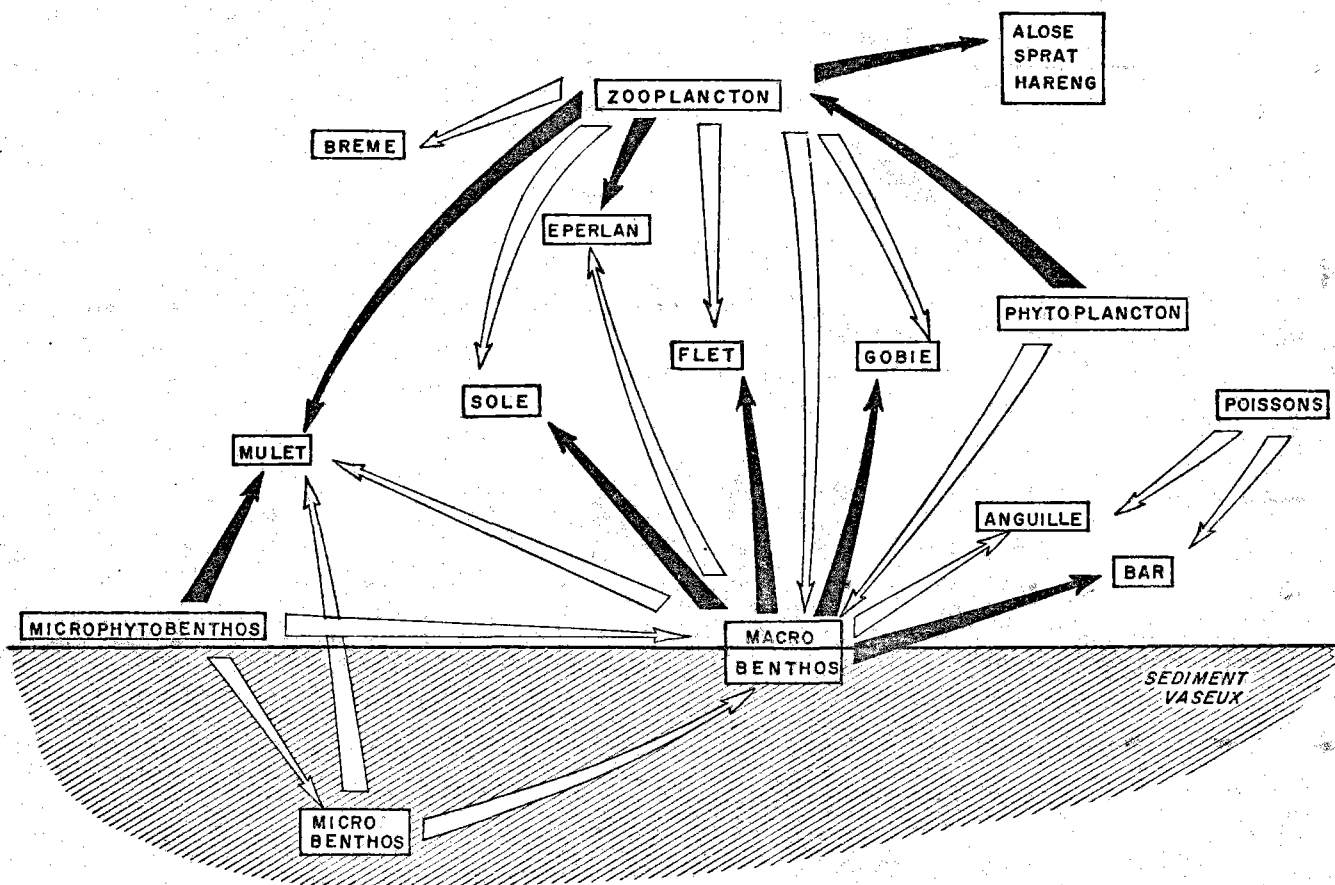 ALOSE
SPRAT
HARENG
ZOOPLANCTON
BREME
EPERLAN
PHYTOPLANCTON
FLET
GOBIE
SOLE
POISSONS
MULET
ANGUILLE
BAR
MICROPHYTOBENTHOS
MACRO
BENTHOS
SEDIMENT
VASEUX
MICRO
BENTHOS